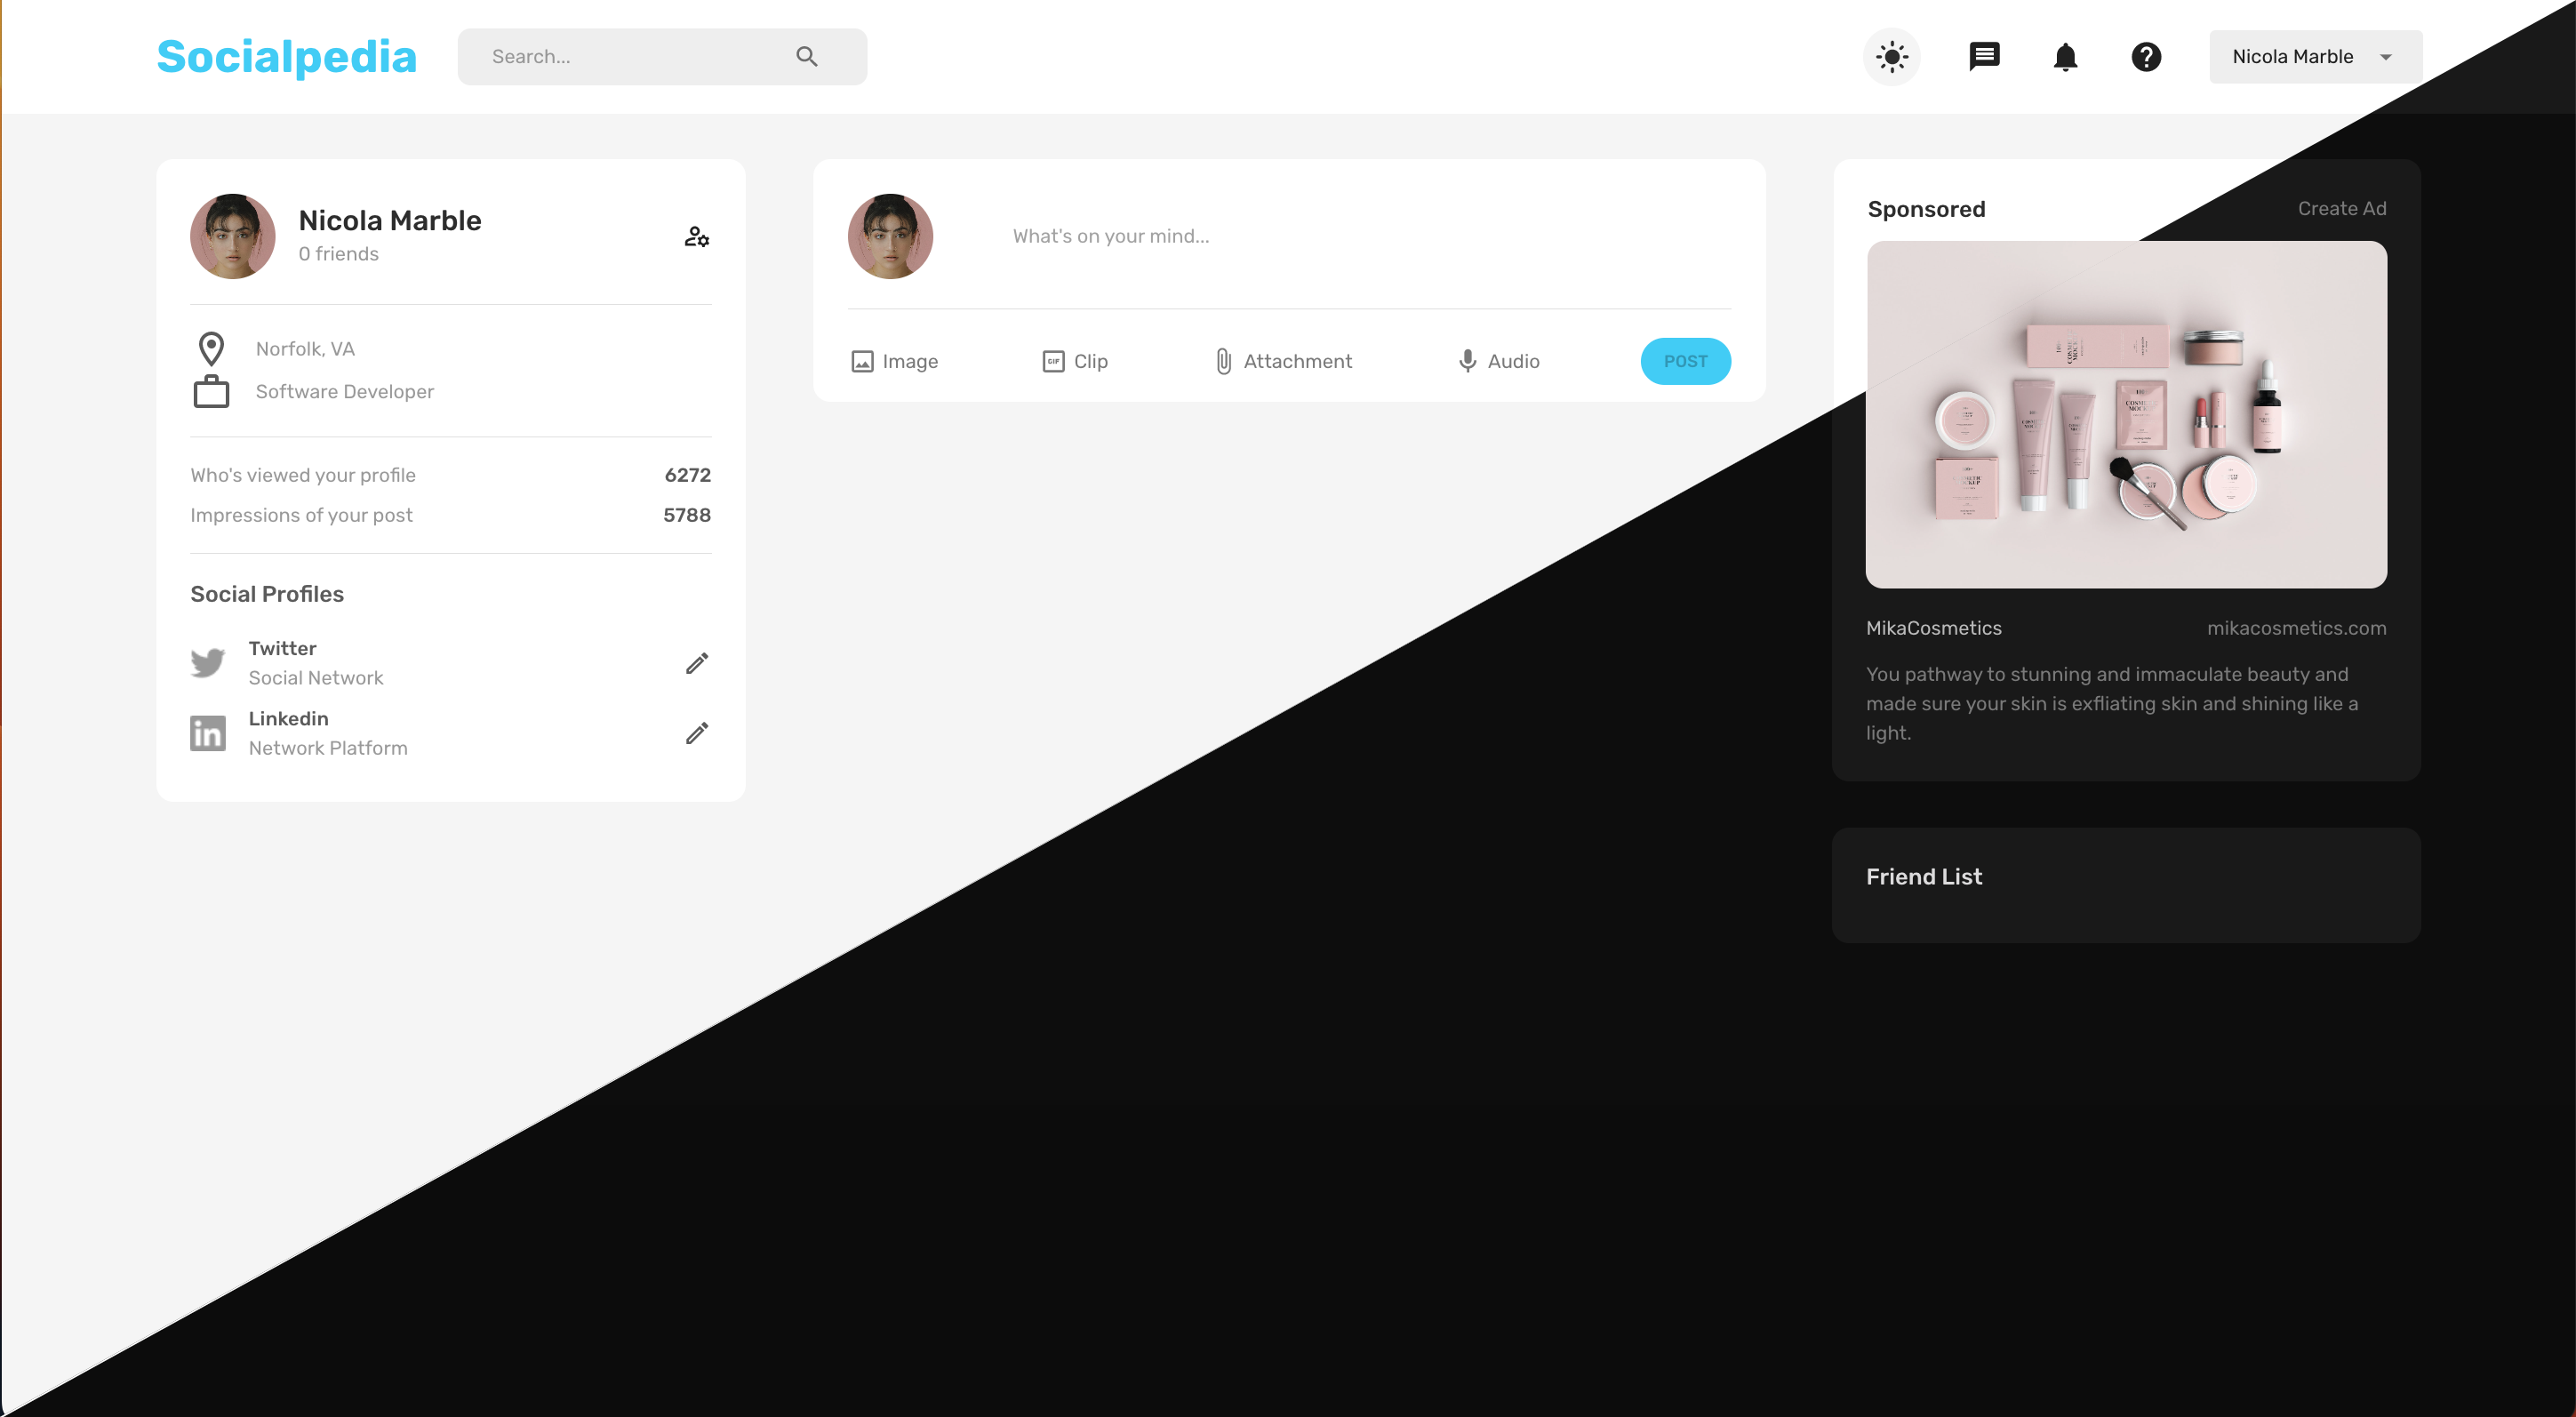 Socialpedia
Search...
Nicola Marble
Nicola Marble
0 friends
Norfolk, VA
Software Developer
Who's viewed your profile
6272
Impressions of your post
5788
Social Profiles
Twitter
Social Network
Linkedin
Network Platform
What's on your mind...
Image
GIF
Clip
Attachment
Audio
POST
Sponsored
Create Ad
MikaCosmetics
mikacosmetics.com
You pathway to stunning and immaculate beauty and
made sure your skin is exfliating skin and shining like a
light.
Friend List